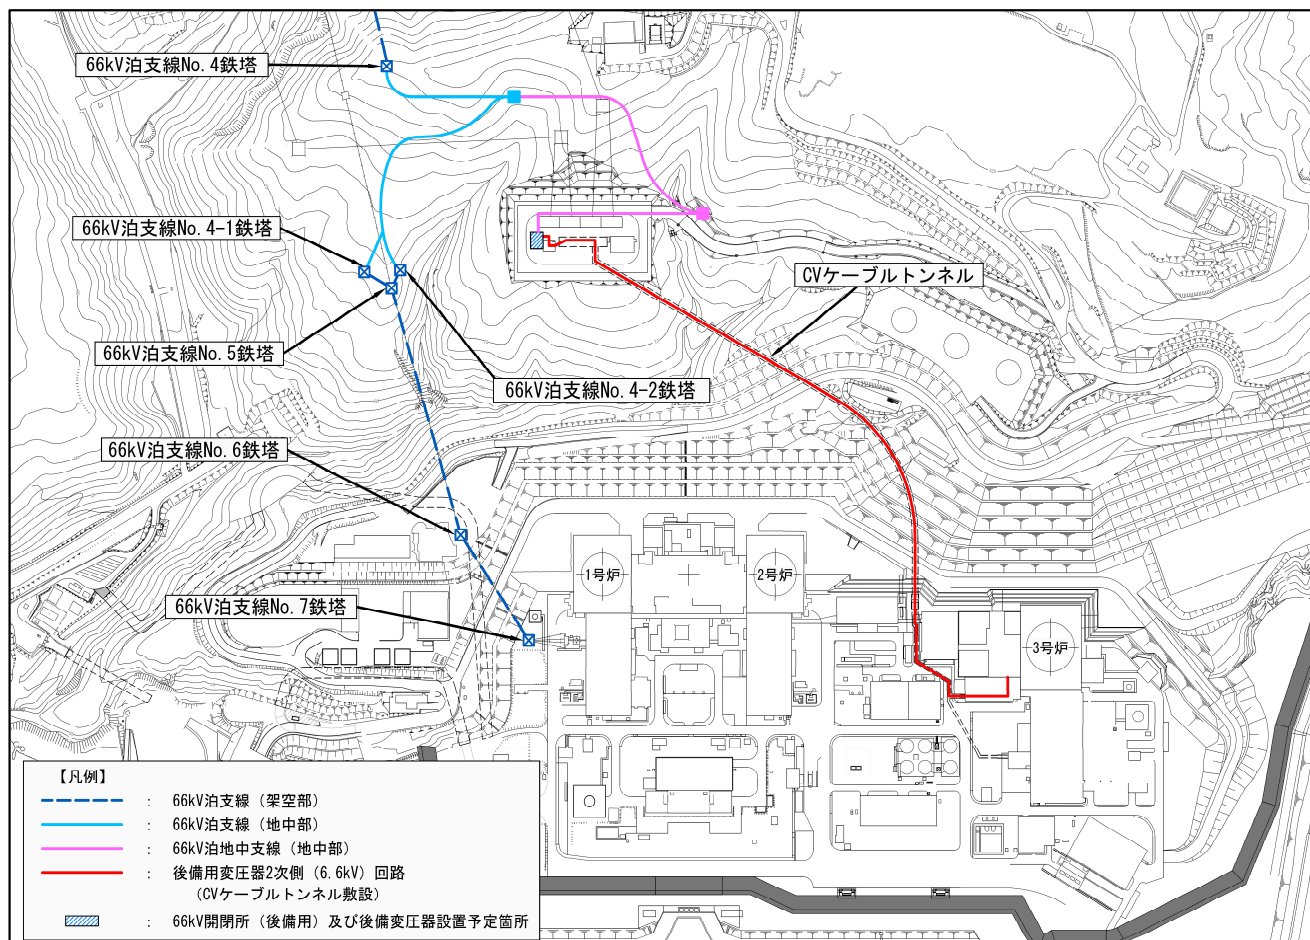 66kV泊支線No.4鉄塔
66kV泊支線No.4-1鉄塔
CVケーブルトンネル
66kV泊支線No.5鉄塔
66kV泊支線No.4-2鉄塔
66kV泊支線No.6鉄塔
1号炉
2号炉
66kV泊支線No.7鉄塔
3号炉
【凡例】
： 66kV泊支線（架空部）
： 66kV泊支線（地中部）
： 66kV泊地中支線（地中部）
： 後備用変圧器2次側（6.6kV）回路
（CVケーブルトンネル敷設）
： 66kV開閉所（後備用）及び後備変圧器設置予定箇所